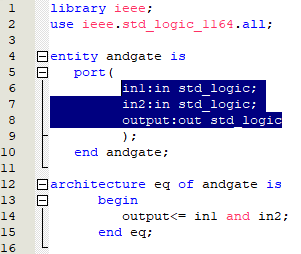 1 library ieee;
2 use ieee.std_logic_1164.all;
3
4 entity andgate is
5 port(
6 in1:in std_logic;
7 in2:in std_logic;
8 output:out std_logic
9 );
10 end andgate;
11
12 architecture eq of andgate is
13 begin
14 output<= in1 and in2;
15 end eq;
16